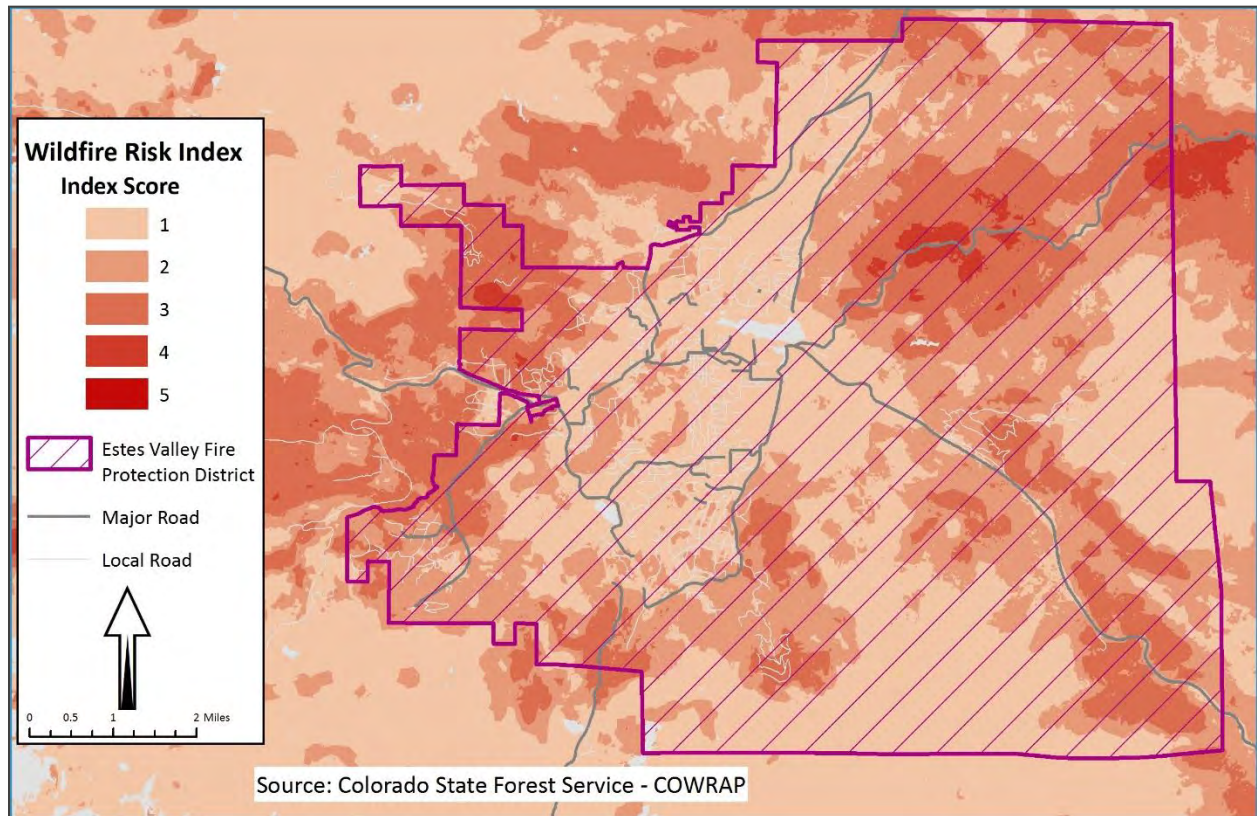 Wildfire Risk Index
Index Score
1
2
3
4
5
Estes Valley Fire
Protection District
Major Road
Local Road
0 0.5 1 2 Miles
Source: Colorado State Forest Service - COWRAP